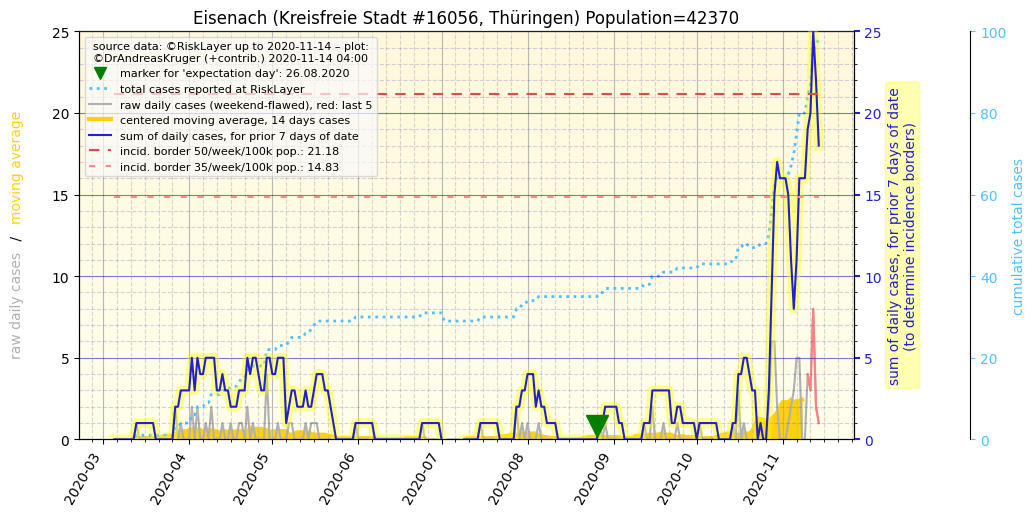 Eisenach (Kreisfreie Stadt #16056, Thüringen) Population=42370
source data: ©RiskLayer up to 2020-11-14 – plot:
©DrAndreasKruger (+contrib.) 2020-11-14 04:00
marker for 'expectation day': 26.08.2020
total cases reported at RiskLayer
raw daily cases (weekend-flawed), red: last 5
centered moving average, 14 days cases
sum of daily cases, for prior 7 days of date
incid. border 50/week/100k pop.: 21.18
incid. border 35/week/100k pop.: 14.83
raw daily cases / moving average
25
20
15
10
5
0
2020-03
2020-04
2020-05
2020-06
2020-07
2020-08
2020-09
2020-10
2020-11
25
20
15
10
5
0
sum of daily cases, for prior 7 days of date
(to determine incidence borders)
100
80
60
40
20
0
cumulative total cases